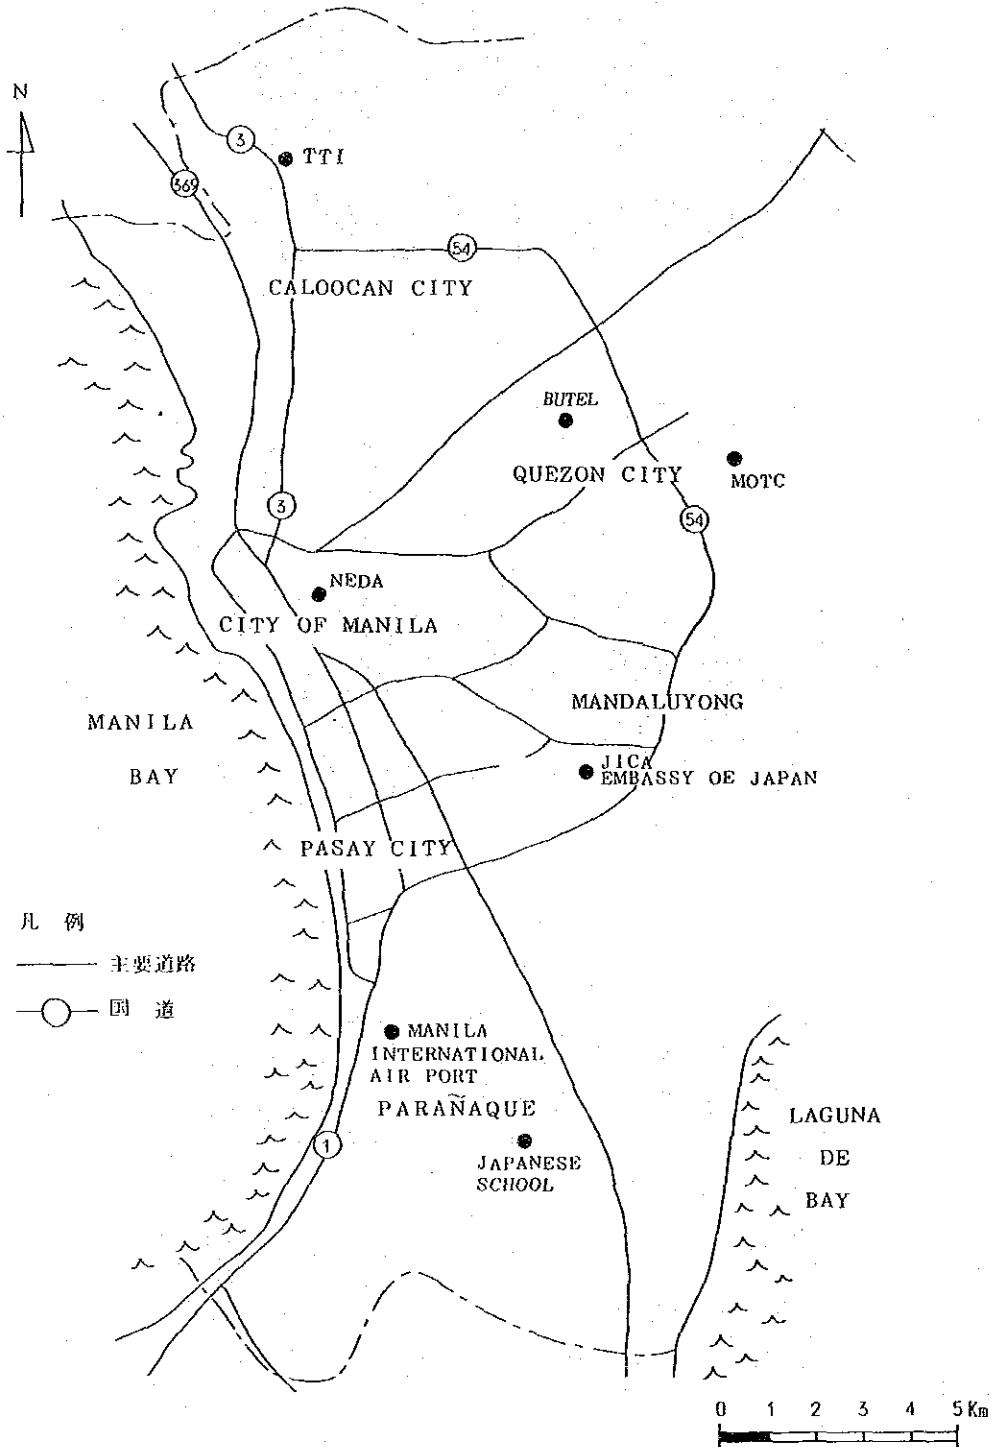 N
3
TTI
369
54
CALOOCAN CITY
BUTEL
QUEZON CITY
MOTC
3
54
NEDA
CITY OF MANILA
MANDALUYONG
MANILA
BAY
JICA
EMBASSY OE JAPAN
PASAY CITY
凡 例
主要道路
国 道
MANILA
INTERNATIONAL
AIR PORT
PARAÑAQUE
1
JAPANESE
SCHOOL
LAGUNA
DE
BAY
0 1 2 3 4 5 Km